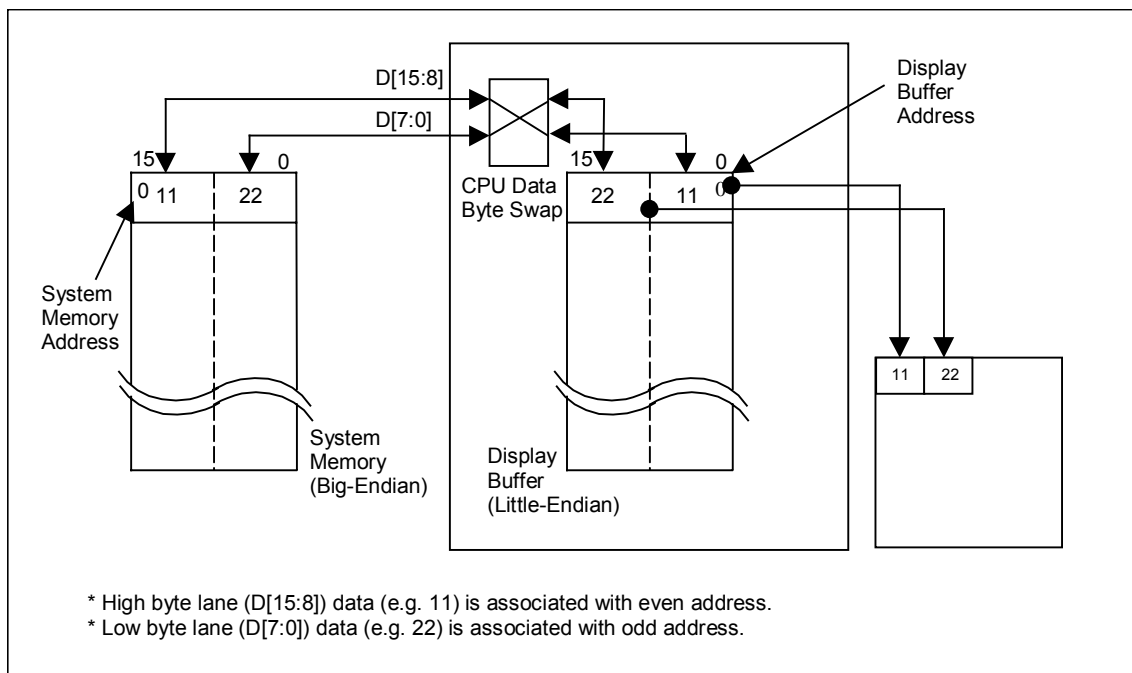 D[15:8]
D[7:0]
Display
Buffer
Address
15
0
15
0
CPU Data
Byte Swap
0
11
22
22
11
0
System
Memory
Address
11
22
System
Memory
(Big-Endian)
Display
Buffer
(Little-Endian)
* High byte lane (D[15:8]) data (e.g. 11) is associated with even address.
* Low byte lane (D[7:0]) data (e.g. 22) is associated with odd address.